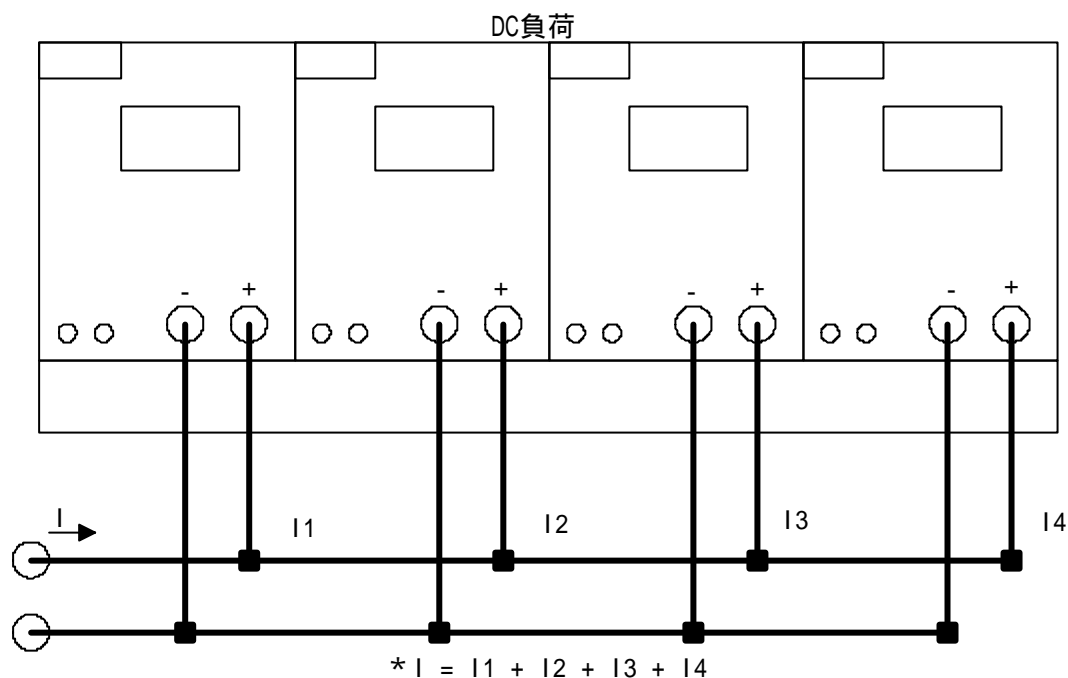 DC負荷
- + - + - + - +
I
I1 I2 I3 I4
* I = I1 + I2 + I3 + I4